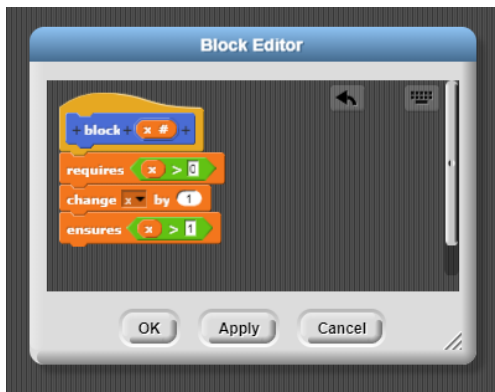 Block Editor
+ block + x # +
requires x > 0
change x by 1
ensures x > 1
OK Apply Cancel